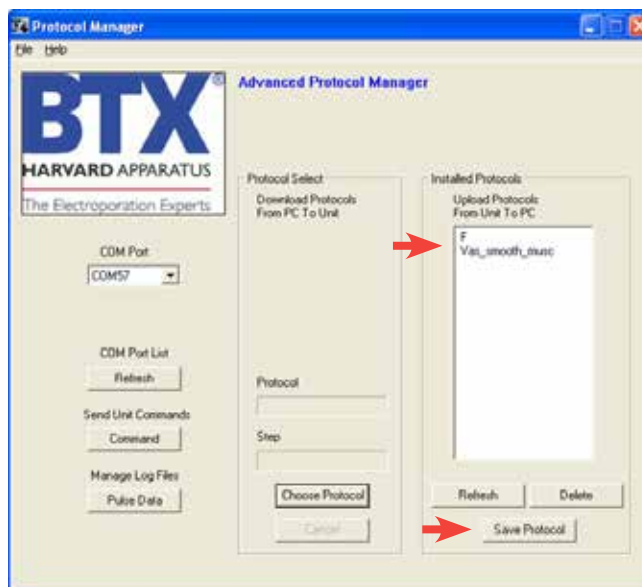 Protocol Manager
File Help
BTX®
HARVARD APPARATUS
The Electroporation Experts
Advanced Protocol Manager
COM Port
COM57
COM Port List
Refresh
Send Unit Commands
Command
Manage Log Files
Pulse Data
Protocol Select
Download Protocols
From PC To Unit
Protocol
Step
Choose Protocol
Cancel
Installed Protocols
Upload Protocols
From Unit To PC
F
Vas_smooth_musc
Refresh
Delete
Save Protocol